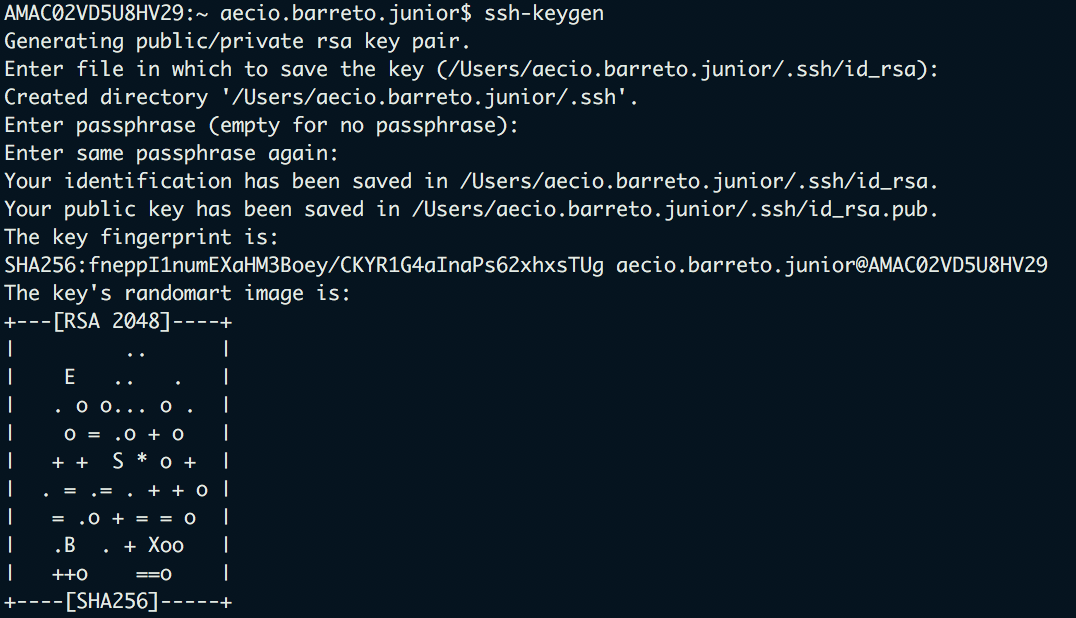 AMAC02VD5U8HV29:~ aecio.barreto.junior$ ssh-keygen
Generating public/private rsa key pair.
Enter file in which to save the key (/Users/aecio.barreto.junior/.ssh/id_rsa):
Created directory '/Users/aecio.barreto.junior/.ssh'.
Enter passphrase (empty for no passphrase):
Enter same passphrase again:
Your identification has been saved in /Users/aecio.barreto.junior/.ssh/id_rsa.
Your public key has been saved in /Users/aecio.barreto.junior/.ssh/id_rsa.pub.
The key fingerprint is:
SHA256:fneppI1numEXaHM3Boey/CKYR1G4aInaPs62xhxsTUg aecio.barreto.junior@AMAC02VD5U8HV29
The key's randomart image is:
+---[RSA 2048]----+
|         ..      |
|    E   ..   .   |
|   . o o... o .  |
|    o = .o + o   |
|   + +  S * o +  |
|  . = .= . + + o |
|   = .o + = = o  |
|   .B  . + Xoo   |
|   ++o    ==o    |
+----[SHA256]-----+